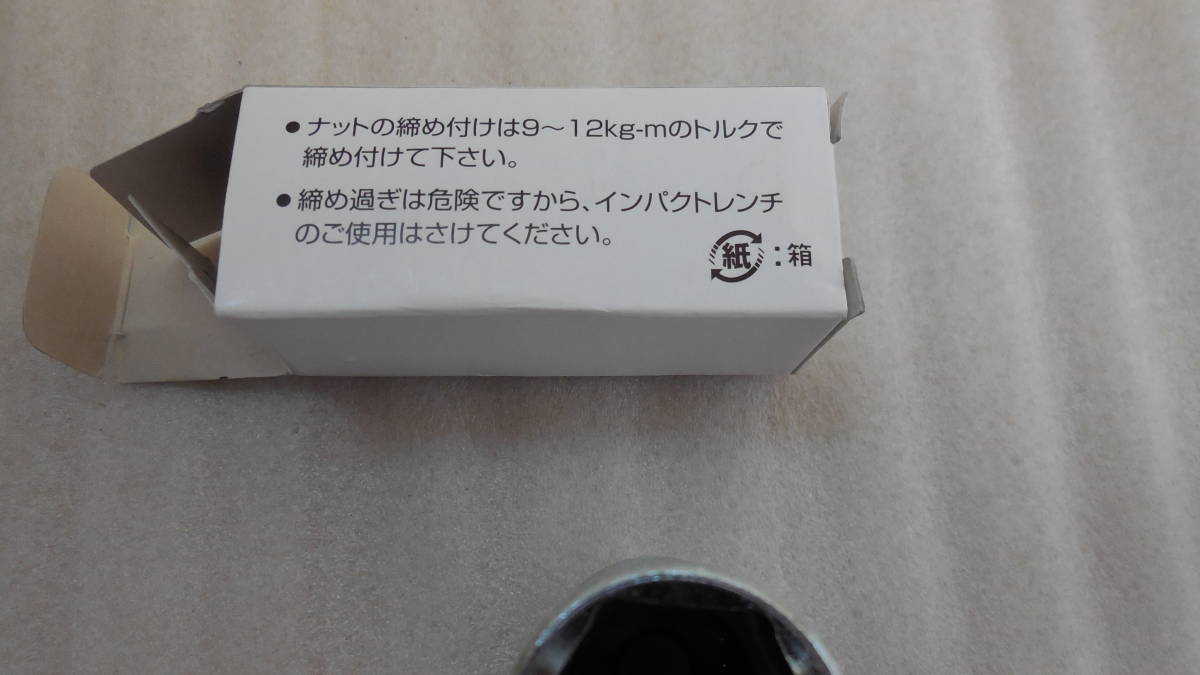 ●ナットの締め付けは9〜12kg-mのトルクで
締め付けて下さい。
●締め過ぎは危険ですから、インパクトレンチ
のご使用はさけてください。
紙：箱